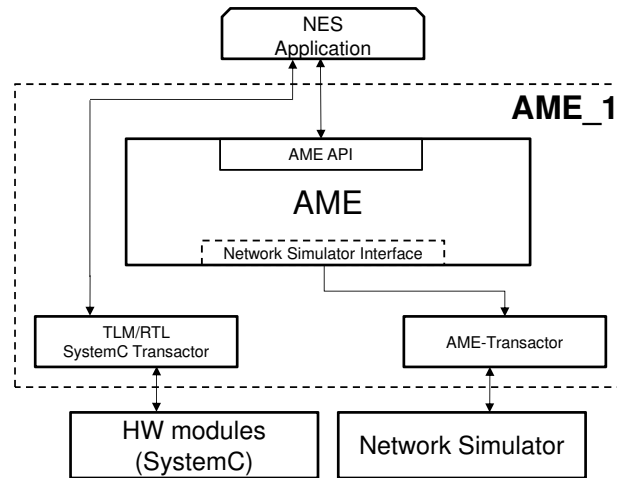 NES
Application
AME_1
AME API
AME
Network Simulator Interface
TLM/RTL
SystemC Transactor
AME-Transactor
HW modules
(SystemC)
Network Simulator